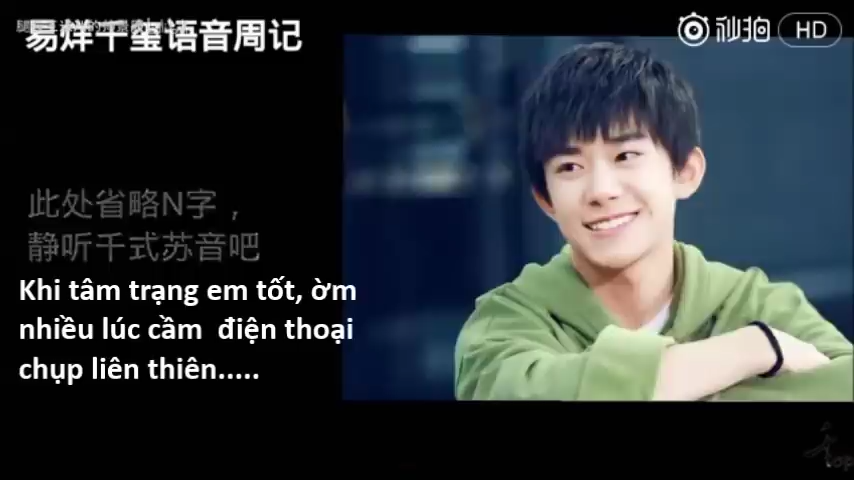 易烊千玺语音周记
秒拍 HD
此处省略N字，
静听千式苏音吧
Khi tâm trạng em tốt, ờm
nhiều lúc cầm điện thoại
chụp liên thiên.....